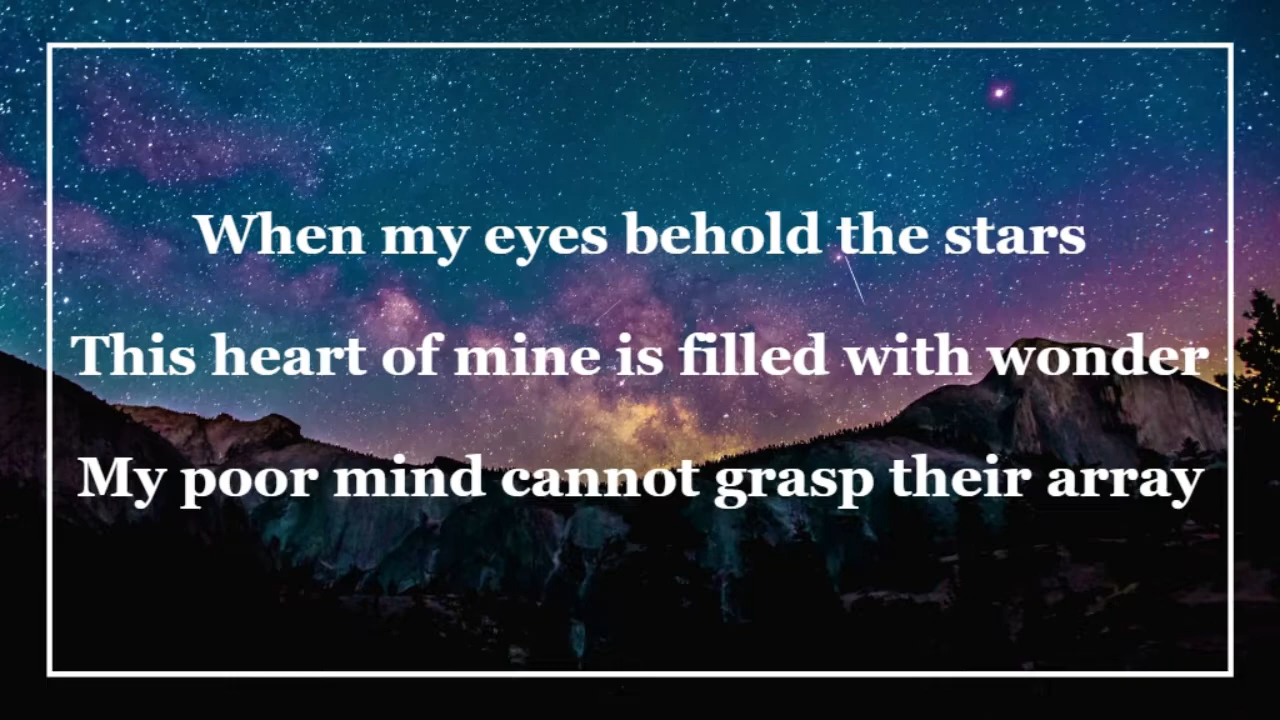 When my eyes behold the stars
This heart of mine is filled with wonder
My poor mind cannot grasp their array